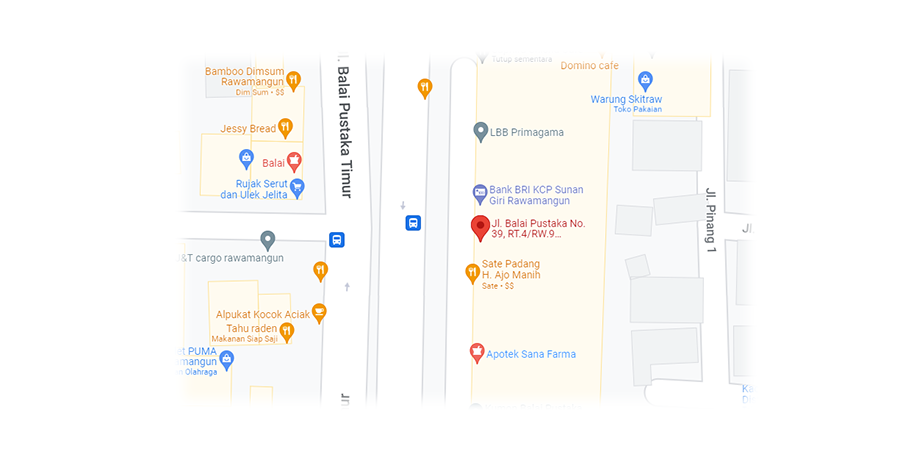 Tutup sementara
Domino cafe
Bamboo Dimsum
Rawamangun
Dim Sum • $$
Jl. Balai Pustaka Timur
Warung Skitraw
Toko Pakaian
Jessy Bread
LBB Primagama
Balai
Rujak Serut
dan Ulek Jelita
Bank BRI KCP Sunan
Giri Rawamangun
Jl. Pinang 1
Jl. Balai Pustaka No.
39, RT.4/RW.9...
&T cargo rawamangun
Sate Padang
H. Ajo Manih
Sate • $$
Alpukat Kocok Aciak
Tahu raden
Makanan Siap Saji
PUMA
Apotek Sana Farma
Olahraga